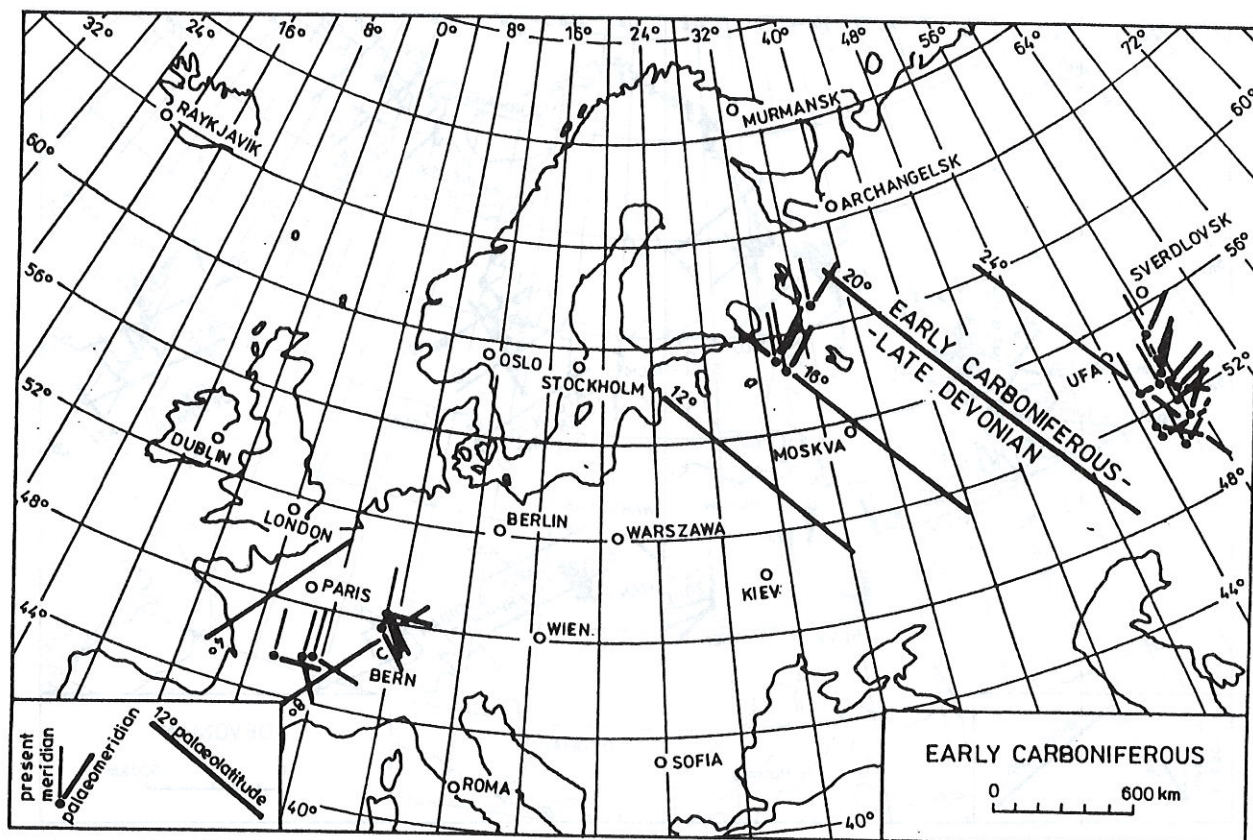 32° 24° 16° 8° 0° 8° 16° 24° 32° 40° 48° 56° 64° 72°
60°
60°
56°
52°
48°
44°
56°
52°
48°
44°
40°
40°
RAYKJAVIK
MURMANSK
ARCHANGELSK
SVERDLOVSK
24°
20°
EARLY CARBONIFEROUS-
-LATE DEVONIAN
UFA
OSLO
STOCKHOLM
12°
16°
MOSKVA
DUBLIN
LONDON
BERLIN
WARSZAWA
PARIS
KIEV
WIEN.
BERN
8°
SOFIA
ROMA
present
meridian
palaeomeridian
12° palaeolatitude
EARLY CARBONIFEROUS
0 600 km